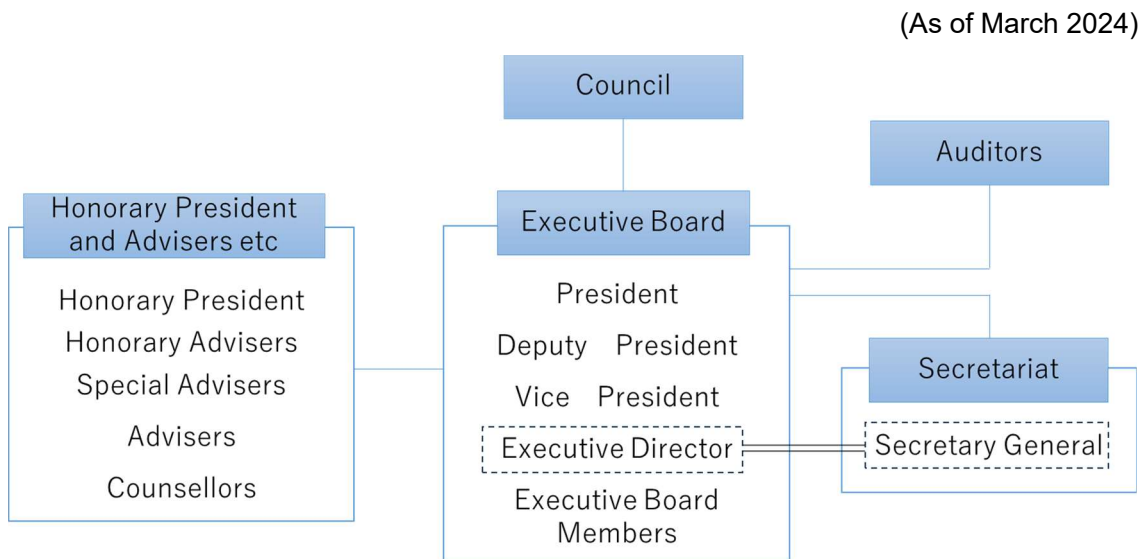 (As of March 2024)
Council
Auditors
Honorary President
and Advisers etc
Honorary President
Honorary Advisers
Special Advisers
Advisers
Counsellors
Executive Board
President
Deputy President
Vice President
Executive Director
Executive Board
Members
Secretariat
Secretary General